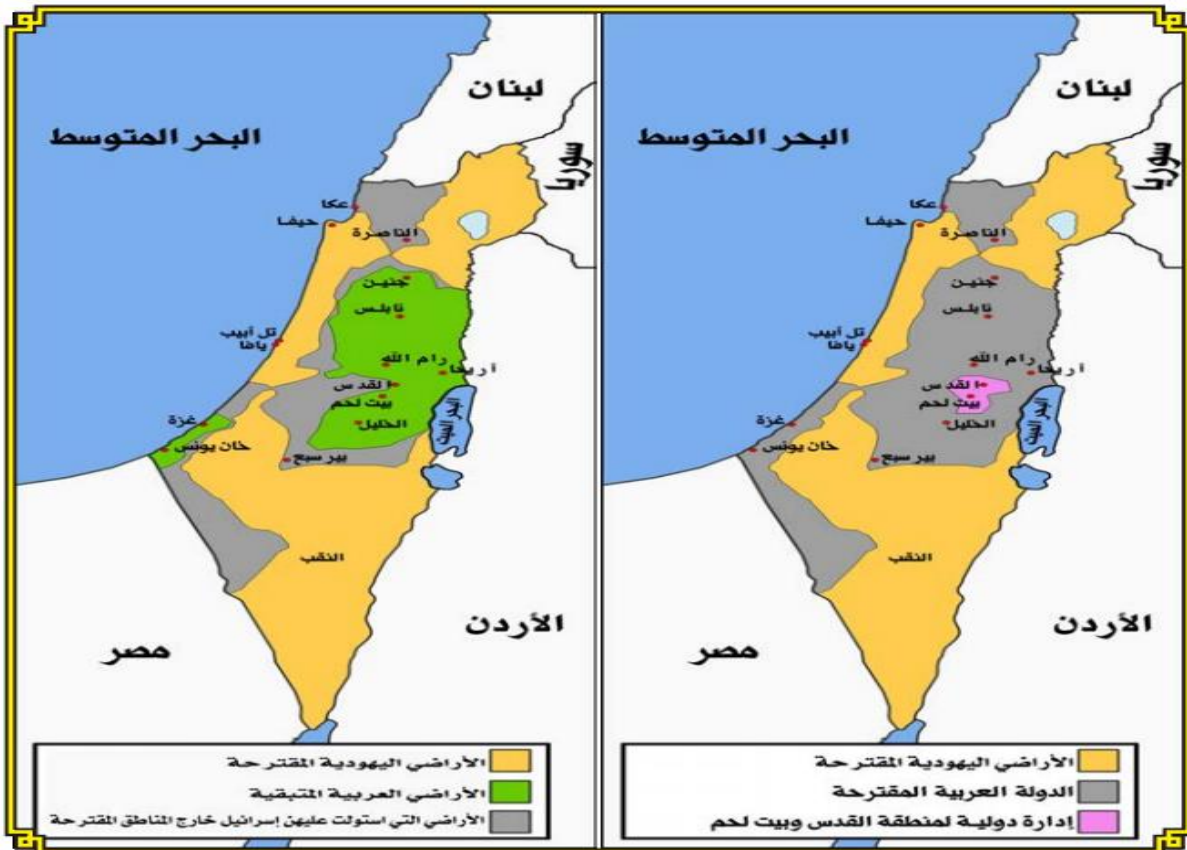 لبنان
البحر المتوسط
سوريا
عكا
حيفا
الناصرة
جنين
نابلس
تل أبيب
يافا
رام الله
أريحا
القدس
بيت لحم
البحر الميت
غزة
الخليل
خان يونس
بير سبع
النقب
الأردن
مصر
الأراضي اليهودية المقترحة
الدولة العربية المقترحة
إدارة دولية لمنطقة القدس وبيت لحم
لبنان
البحر المتوسط
سوريا
عكا
حيفا
الناصرة
جنين
نابلس
تل أبيب
يافا
رام الله
أريحا
القدس
بيت لحم
البحر الميت
غزة
الخليل
خان يونس
بير سبع
النقب
الأردن
مصر
الأراضي اليهودية المقترحة
الأراضي العربية المتبقية
الأراضي التي استولت عليهن إسرائيل خارج المناطق المقترحة